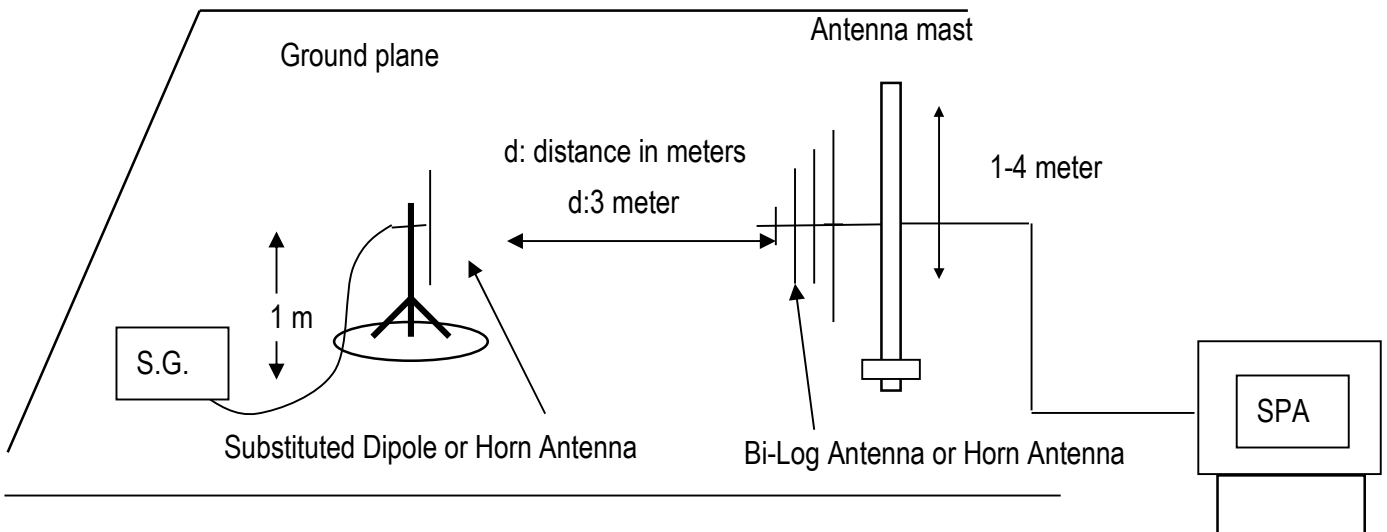 Antenna mast
Ground plane
d: distance in meters
d:3 meter
1-4 meter
1 m
S.G.
SPA
Substituted Dipole or Horn Antenna
Bi-Log Antenna or Horn Antenna